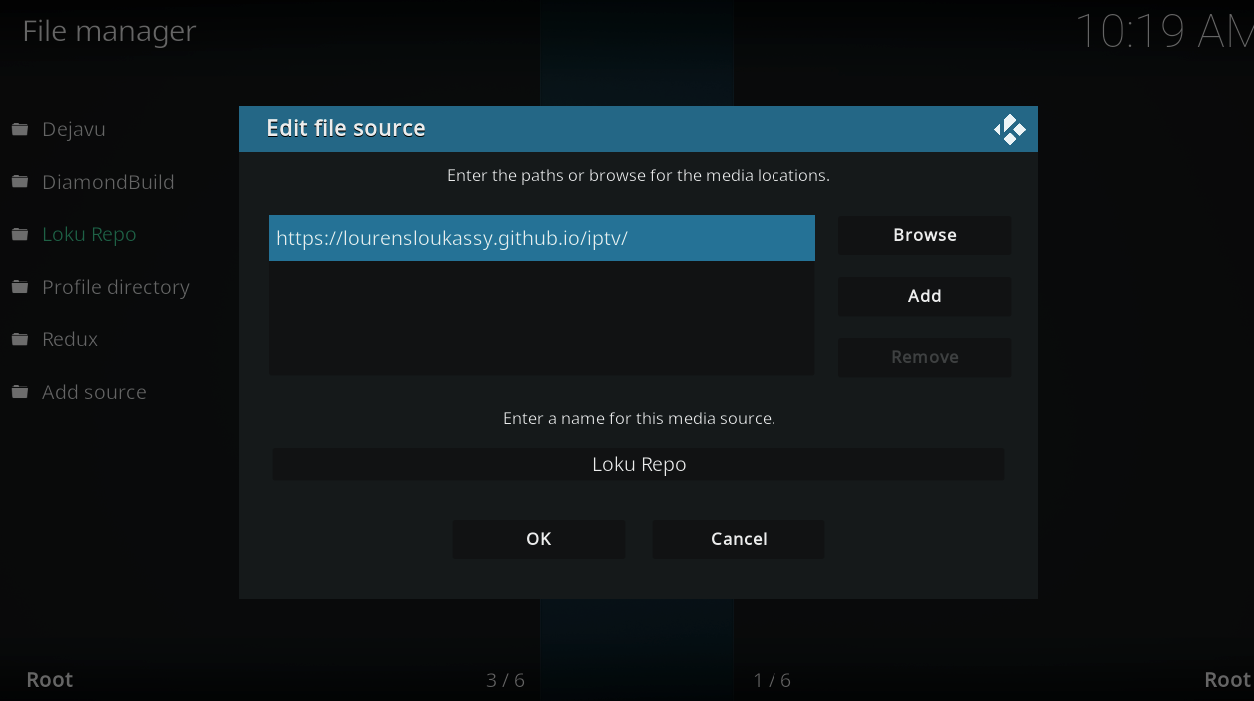 File manager
10:19 AM
Dejavu
DiamondBuild
Loku Repo
Profile directory
Redux
Add source
Edit file source
Enter the paths or browse for the media locations.
https://lourensloukassy.github.io/iptv/
Browse
Add
Remove
Enter a name for this media source.
Loku Repo
OK
Cancel
Root
3 / 6
1 / 6
Root